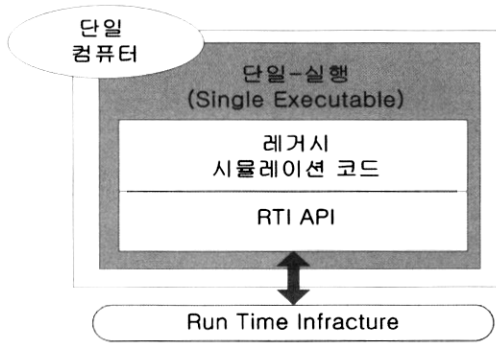 단일
컴퓨터
단일-실행
(Single Executable)
레거시
시뮬레이션 코드
RTI API
Run Time Infracture